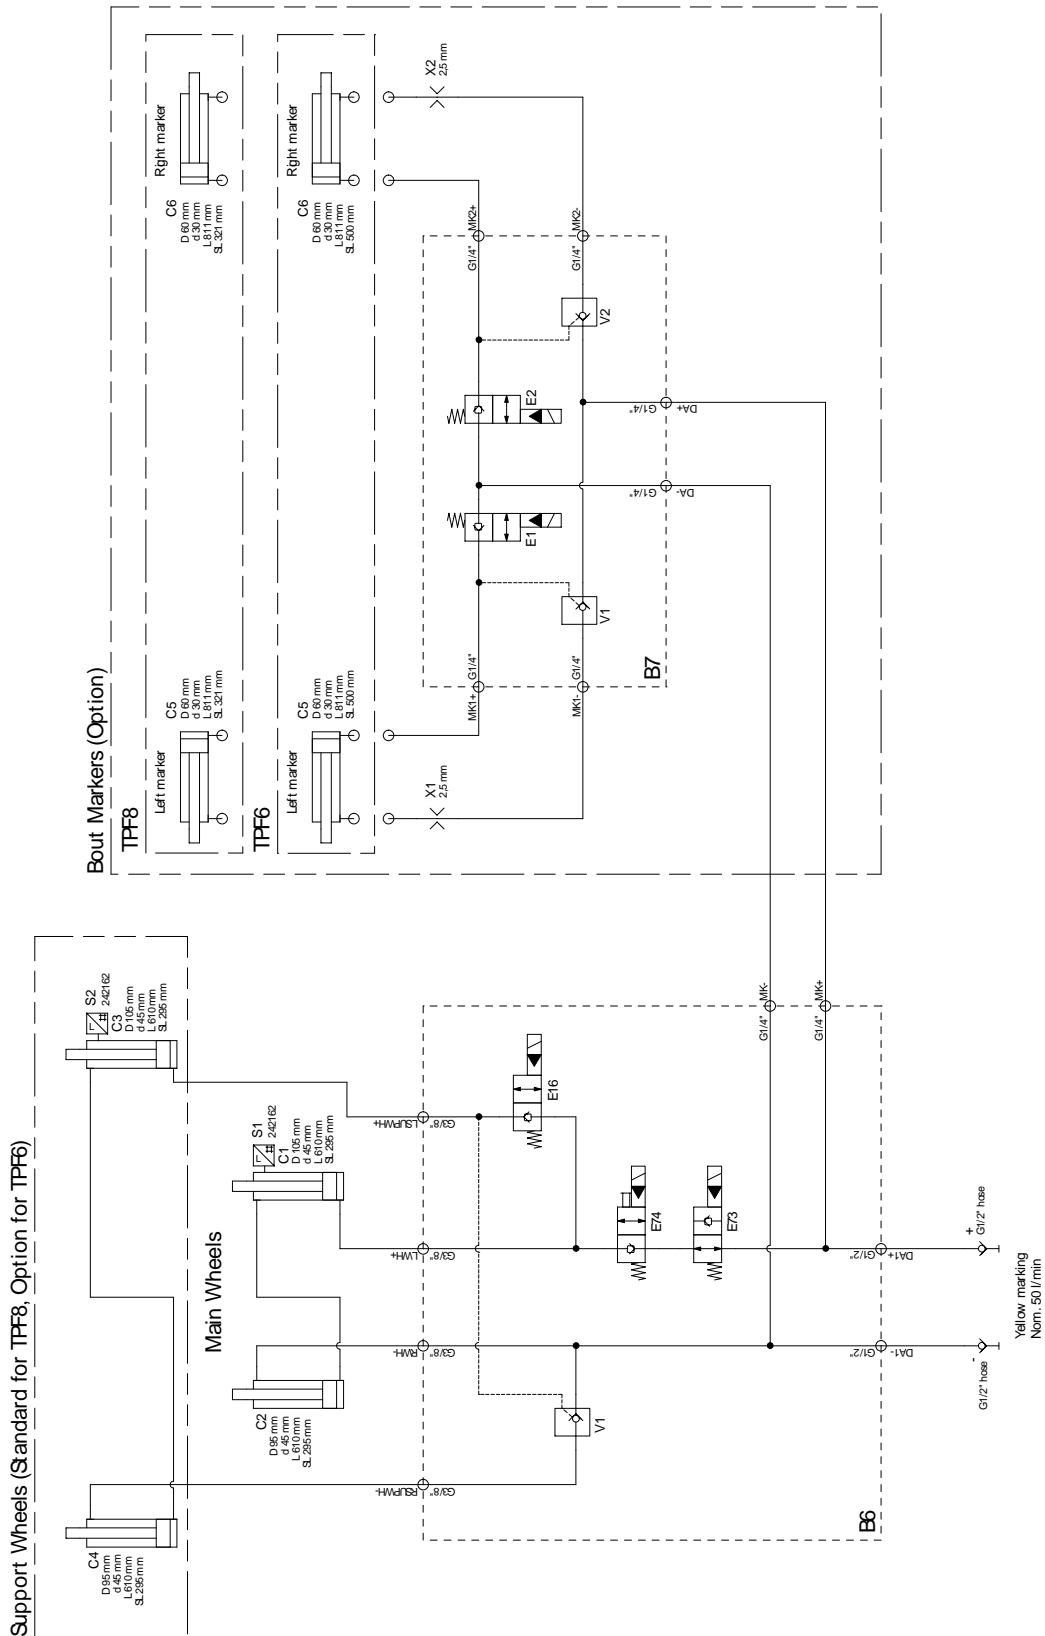 Support Wheels (Standard for TPF8, Option for TPF6)
C4
D 95 mm
d 45 mm
L 610 mm
SL 295 mm
S2
242162
C3
D 105 mm
d 45 mm
L 610 mm
SL 295 mm
Main Wheels
C2
D 95 mm
d 45 mm
L 610 mm
SL 295 mm
S1
242162
C1
D 105 mm
d 45 mm
L 610 mm
SL 295 mm
RSUPWH-
G3/8"
RWH-
G3/8"
LWH+
G3/8"
LSUPWH+
G3/8"
V1
E16
E74
E73
B6
MK-
G1/4"
MK+
G1/4"
DA1-
G1/2"
DA1+
G1/2"
-
G1/2" hose
+
G1/2" hose
Yellow marking
Nom. 50 l/min
Bout Markers (Option)
TPF8
Left marker
C5
D 60 mm
d 30 mm
L 811 mm
SL 321 mm
C6
D 60 mm
d 30 mm
L 811 mm
SL 321 mm
Right marker
TPF6
Left marker
C5
D 60 mm
d 30 mm
L 811 mm
SL 500 mm
C6
D 60 mm
d 30 mm
L 811 mm
SL 500 mm
Right marker
X1
2,5 mm
X2
2,5 mm
MK1+
G1/4"
MK2+
G1/4"
MK1-
G1/4"
MK2-
G1/4"
E1
E2
V1
V2
B7
DA-
G1/4"
DA+
G1/4"